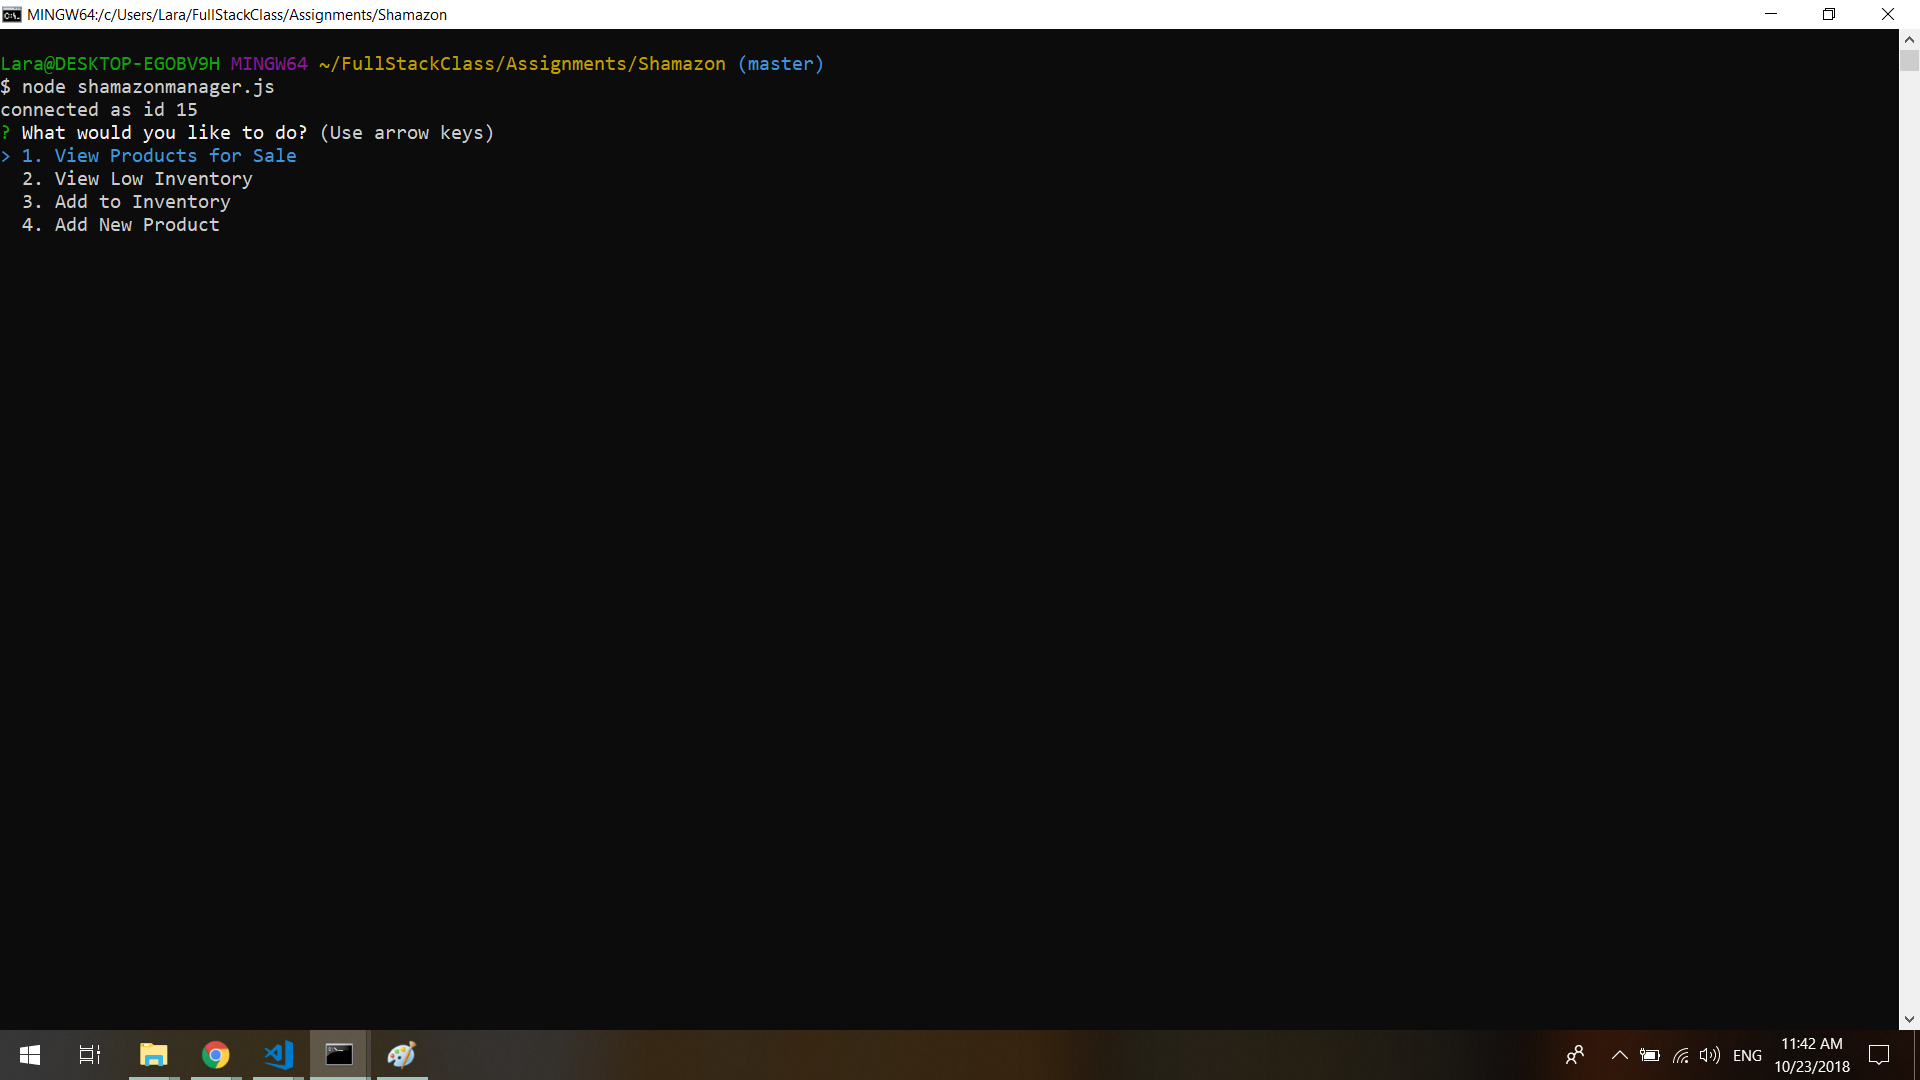 MINGW64:/c/Users/Lara/FullStackClass/Assignments/Shamazon
Lara@DESKTOP-EGOBV9H MINGW64 ~/FullStackClass/Assignments/Shamazon (master)
$ node shamazonmanager.js
connected as id 15
? What would you like to do? (Use arrow keys)
> 1. View Products for Sale
2. View Low Inventory
3. Add to Inventory
4. Add New Product
ENG
11:42 AM
10/23/2018